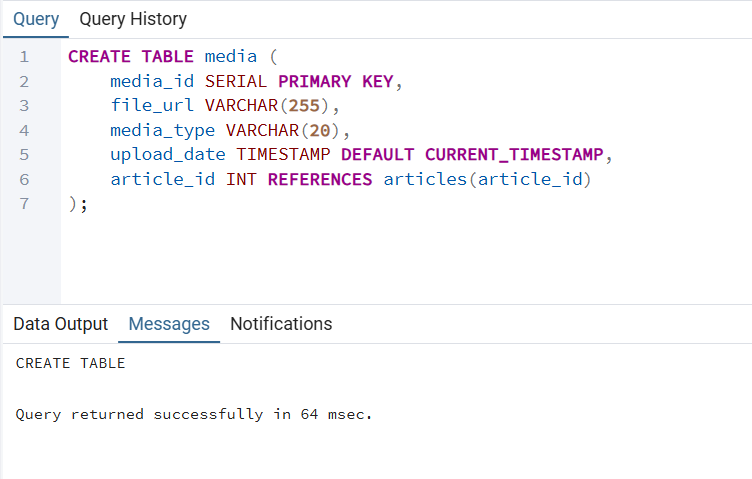 Query Query History
1 CREATE TABLE media (
2     media_id SERIAL PRIMARY KEY,
3     file_url VARCHAR(255),
4     media_type VARCHAR(20),
5     upload_date TIMESTAMP DEFAULT CURRENT_TIMESTAMP,
6     article_id INT REFERENCES articles(article_id)
7 );
Data Output Messages Notifications
CREATE TABLE
Query returned successfully in 64 msec.